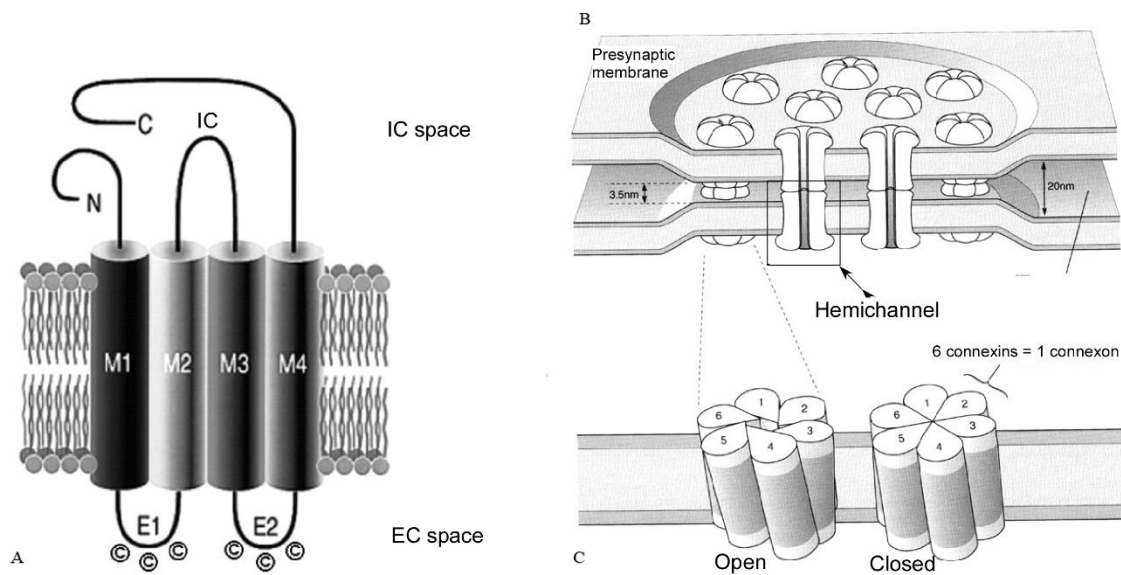 A
C
IC
IC space
N
M1
M2
M3
M4
E1
E2
© © © © © ©
EC space
B
Presynaptic
membrane
3.5nm
20nm
Hemichannel
6 connexins = 1 connexon
1
2
3
4
5
6
1
2
3
4
5
6
C
Open
Closed